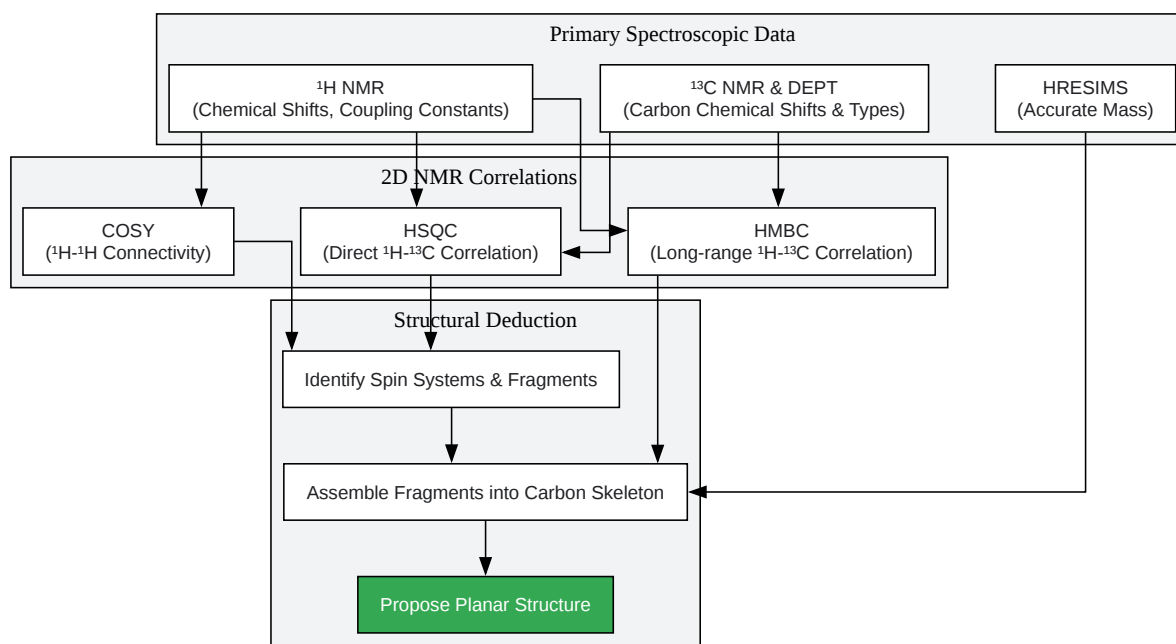 Primary Spectroscopic Data
¹H NMR
(Chemical Shifts, Coupling Constants)
¹³C NMR & DEPT
(Carbon Chemical Shifts & Types)
HRESIMS
(Accurate Mass)
2D NMR Correlations
COSY
(¹H-¹H Connectivity)
HSQC
(Direct ¹H-¹³C Correlation)
HMBC
(Long-range ¹H-¹³C Correlation)
Structural Deduction
Identify Spin Systems & Fragments
Assemble Fragments into Carbon Skeleton
Propose Planar Structure